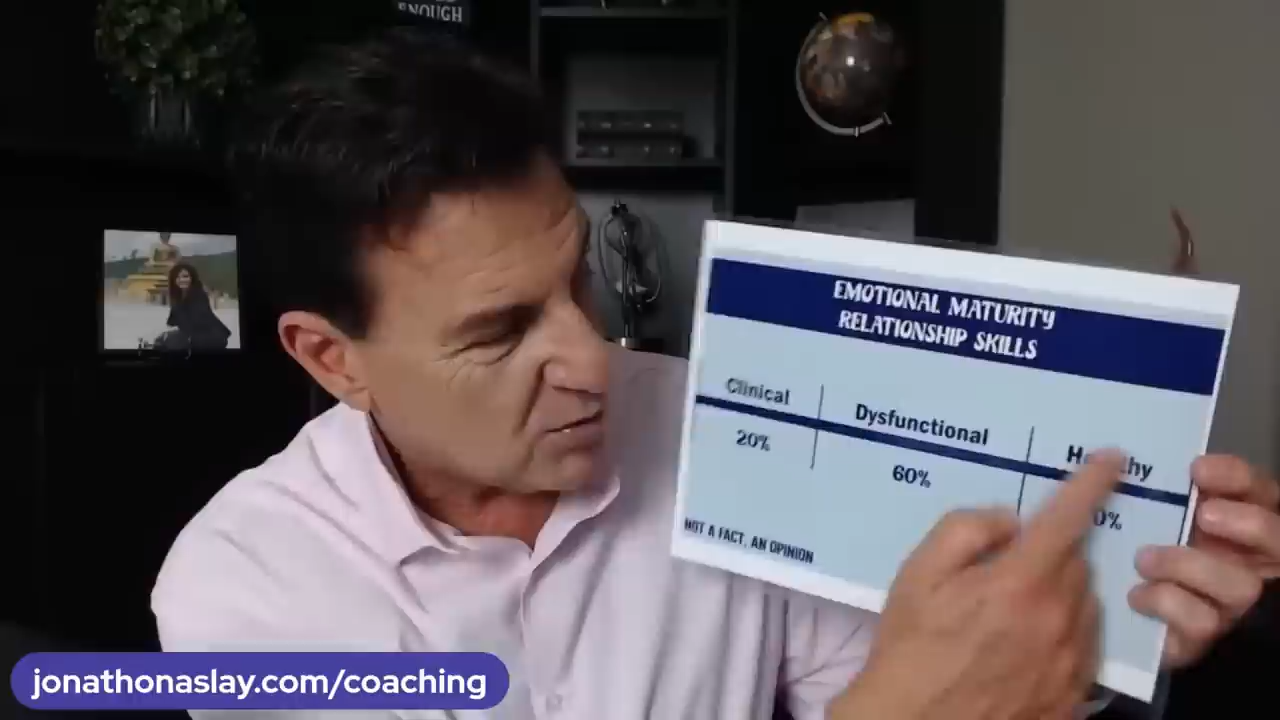 ENOUGH
EMOTIONAL MATURITY
RELATIONSHIP SKILLS
Clinical
Dysfunctional
20%
60%
NOT A FACT, AN OPINION
jonathonaslay.com/coaching